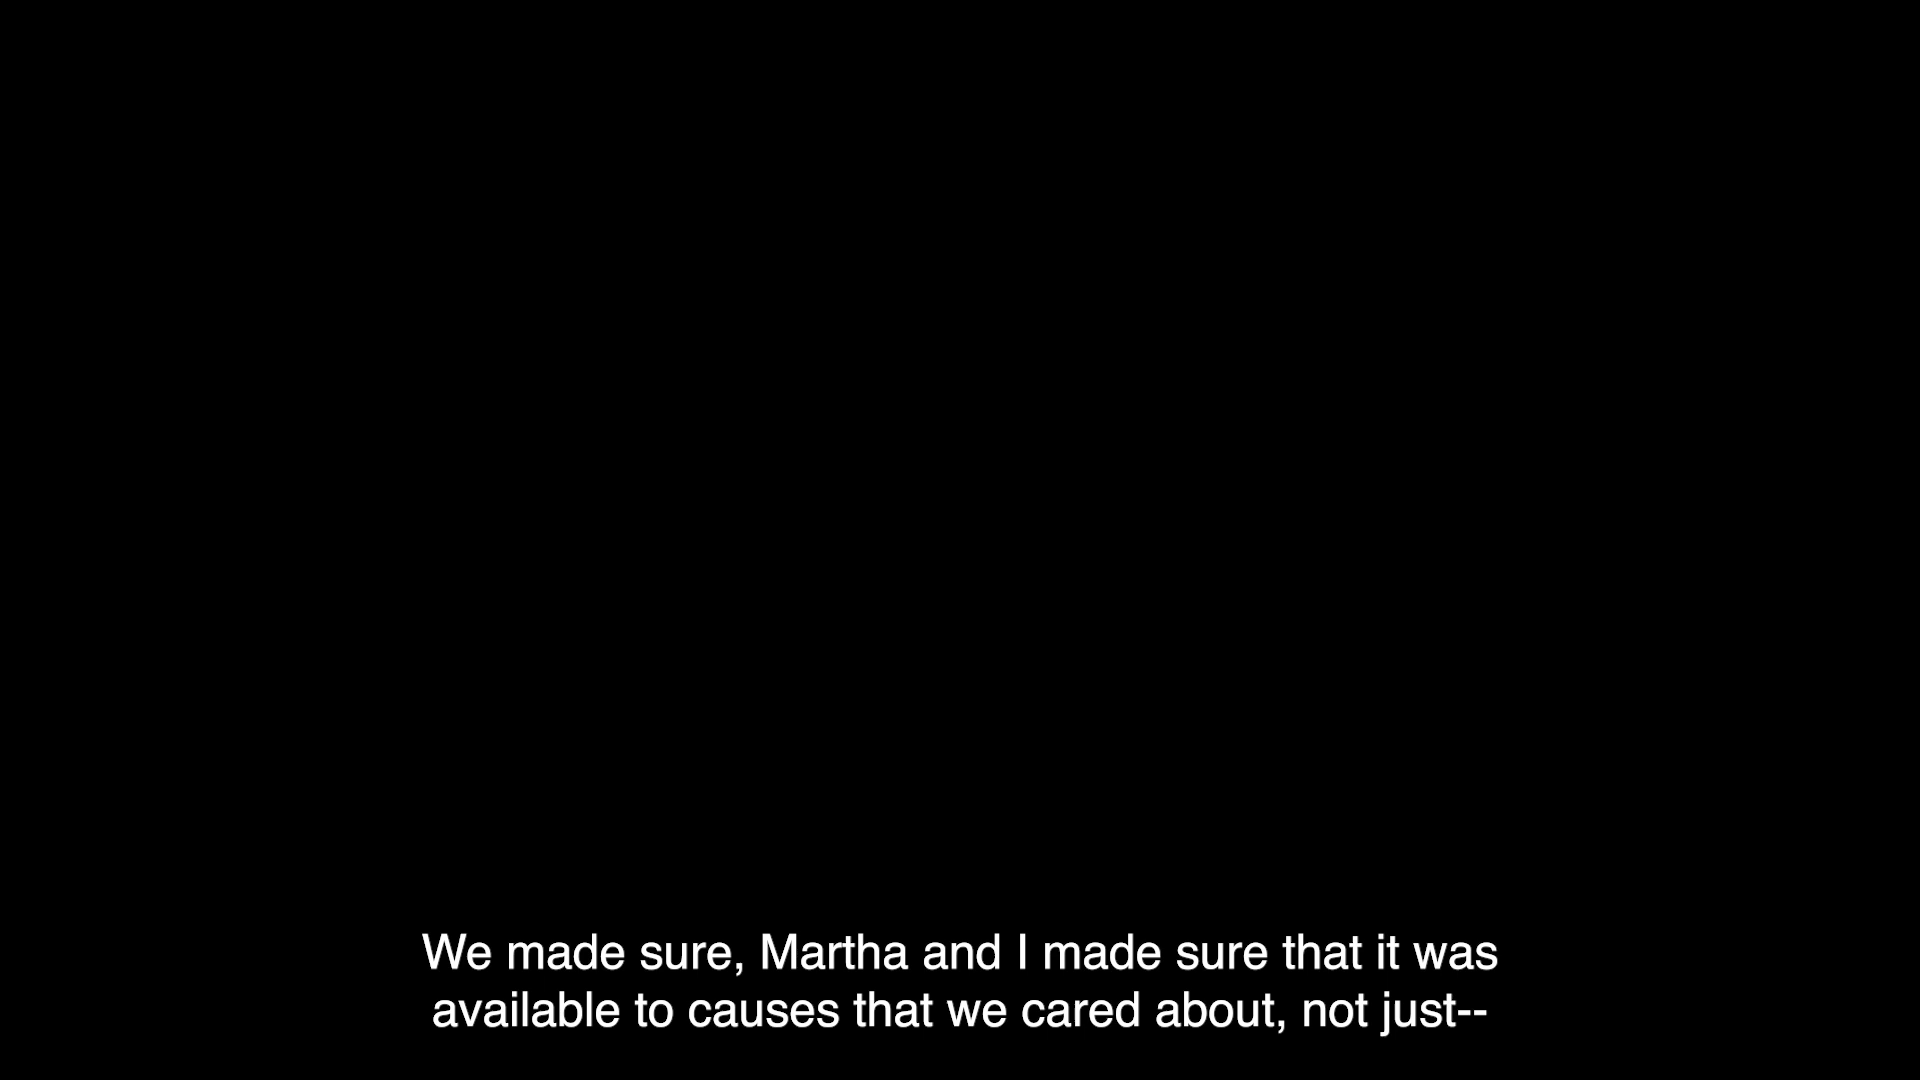 We made sure, Martha and I made sure that it was
available to causes that we cared about, not just--